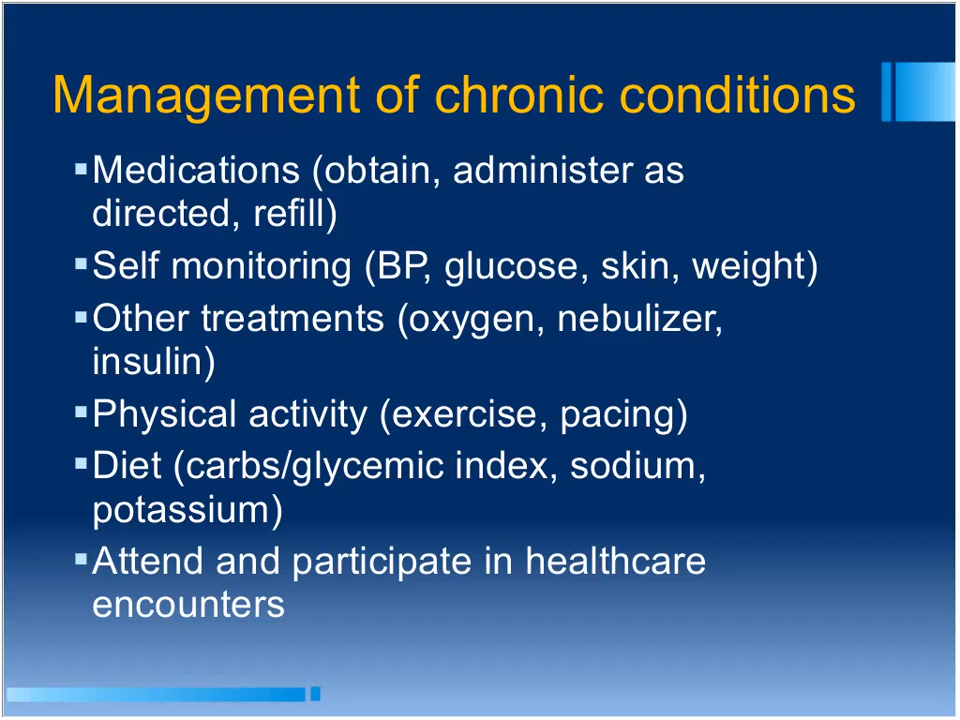 Management of chronic conditions
▪Medications (obtain, administer as
directed, refill)
▪Self monitoring (BP, glucose, skin, weight)
▪Other treatments (oxygen, nebulizer,
insulin)
▪Physical activity (exercise, pacing)
▪Diet (carbs/glycemic index, sodium,
potassium)
▪Attend and participate in healthcare
encounters